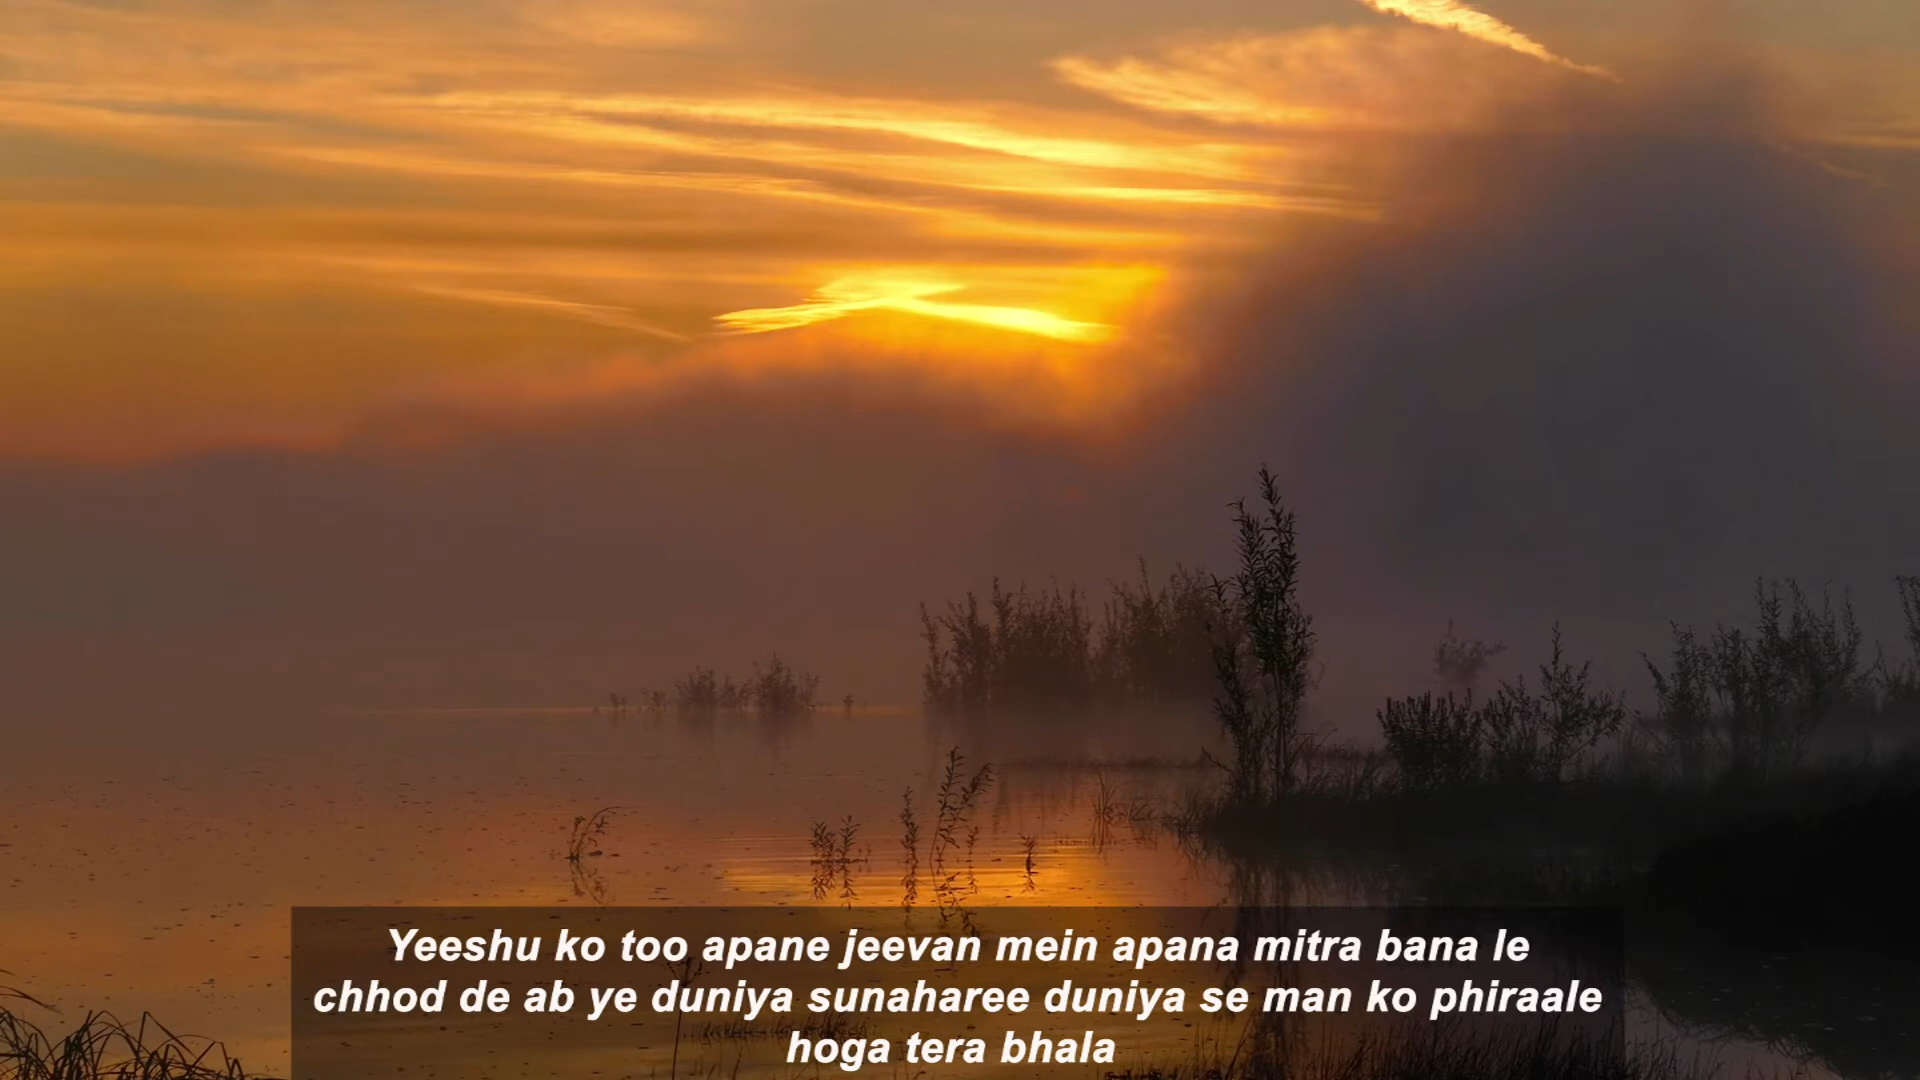 Yeeshu ko too apane jeevan mein apana mitra bana le
chhod de ab ye duniya sunaharee duniya se man ko phiraale
hoga tera bhala